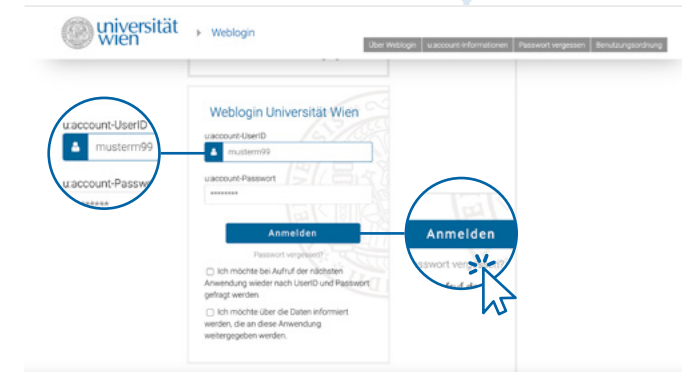 universität
wien
Weblogin
Über Weblogin
u:account-Informationen
Passwort vergessen
Benutzungsordnung
Weblogin Universität Wien
u:account-UserID
musterm99
u:account-Passwort
********
Anmelden
Passwort vergessen?
Ich möchte bei Aufruf der nächsten
Anwendung wieder nach UserID und Passwort
gefragt werden
Ich möchte über die Daten informiert
werden, die an diese Anwendung
weitergegeben werden.
u:account-UserID
musterm99
u:account-Passw
Anmelden